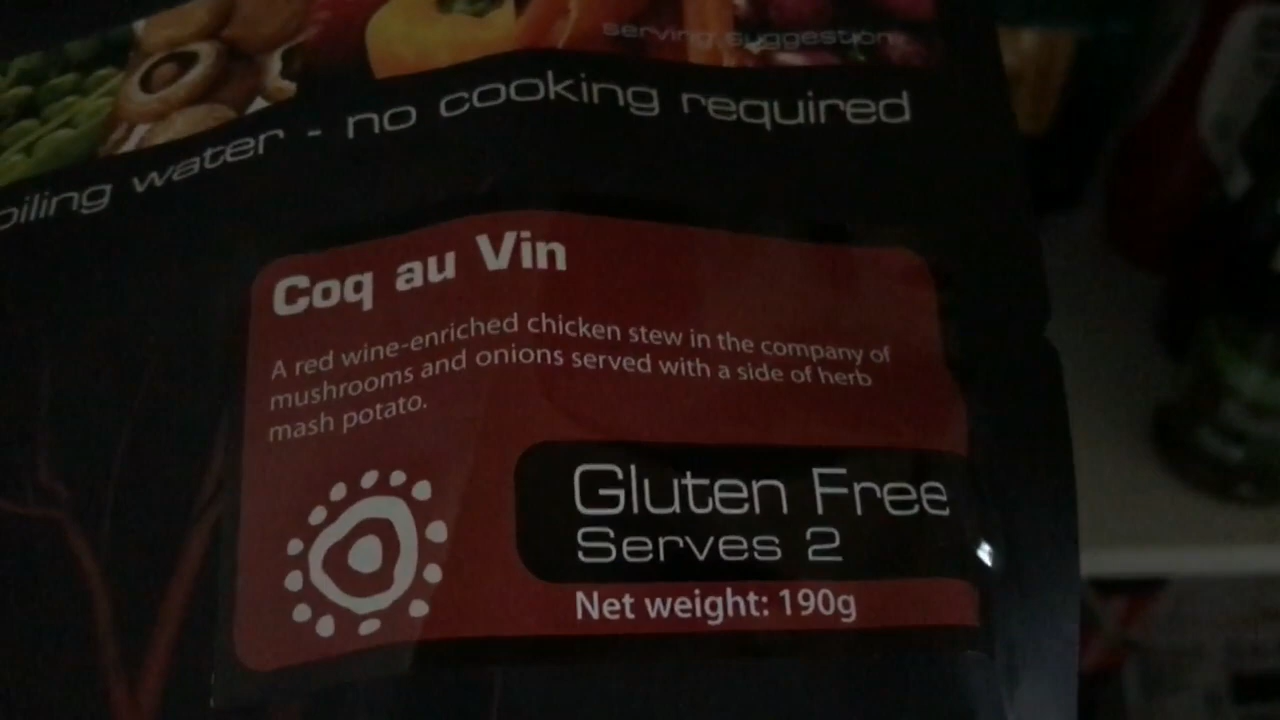 serving suggestion
oiling water - no cooking required
Coq au Vin
A red wine-enriched chicken stew in the company of
mushrooms and onions served with a side of herb
mash potato.
Gluten Free
Serves 2
Net weight: 190g